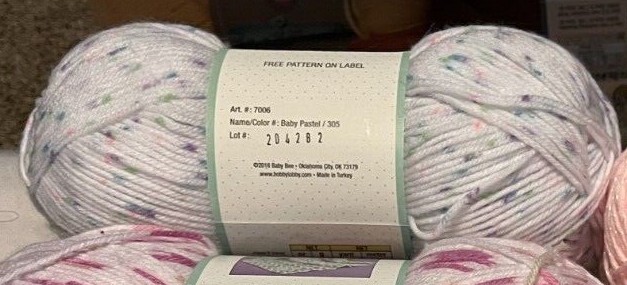 FREE PATTERN ON LABEL
Art. #: 7006
Name/Color #: Baby Pastel / 305
Lot #: 2D4282
©2018 Baby Bee • Oklahoma City, OK 73179
www.hobbylobby.com • Made in Turkey